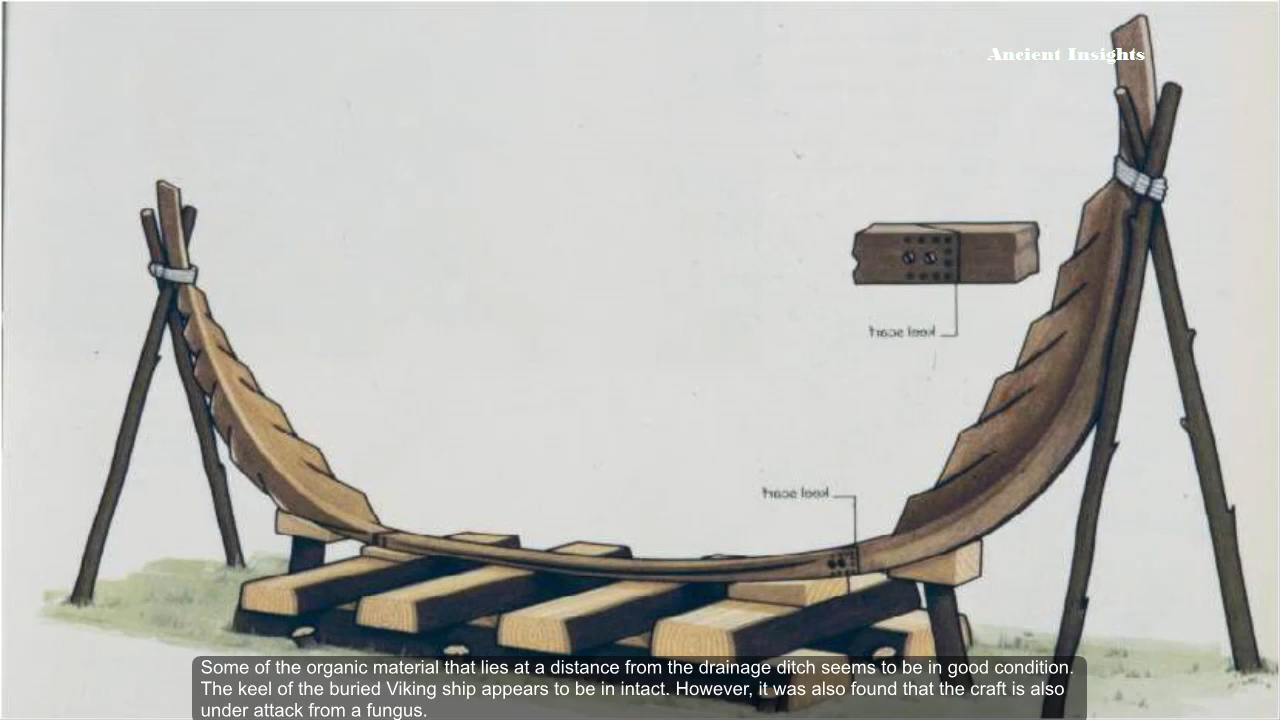 Ancient Insights
keel scarf
keel scarf
Some of the organic material that lies at a distance from the drainage ditch seems to be in good condition.
The keel of the buried Viking ship appears to be in intact. However, it was also found that the craft is also
under attack from a fungus.